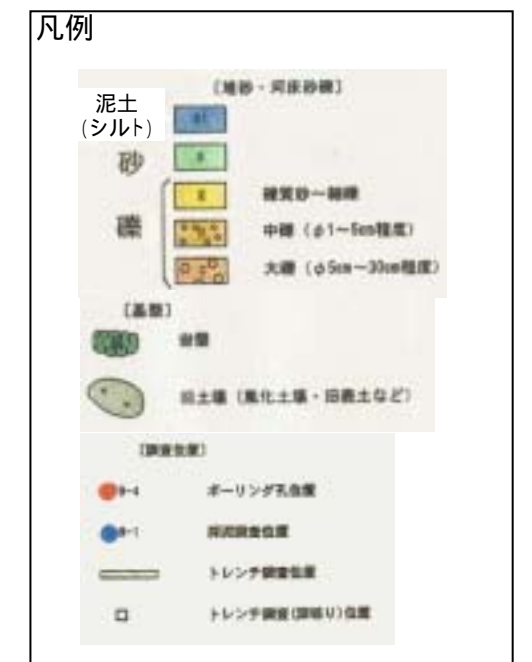 凡例
〔堆砂・河床砂礫〕
泥土
(シルト)
砂
礫
礫質砂～細礫
中礫（φ1～5cm程度）
大礫（φ5cm～30cm程度）
〔基盤〕
岩盤
旧土壌（風化土壌・旧表土など）
〔調査位置〕
B-4 ボーリング孔位置
採泥調査位置
トレンチ調査位置
トレンチ調査(深掘り)位置